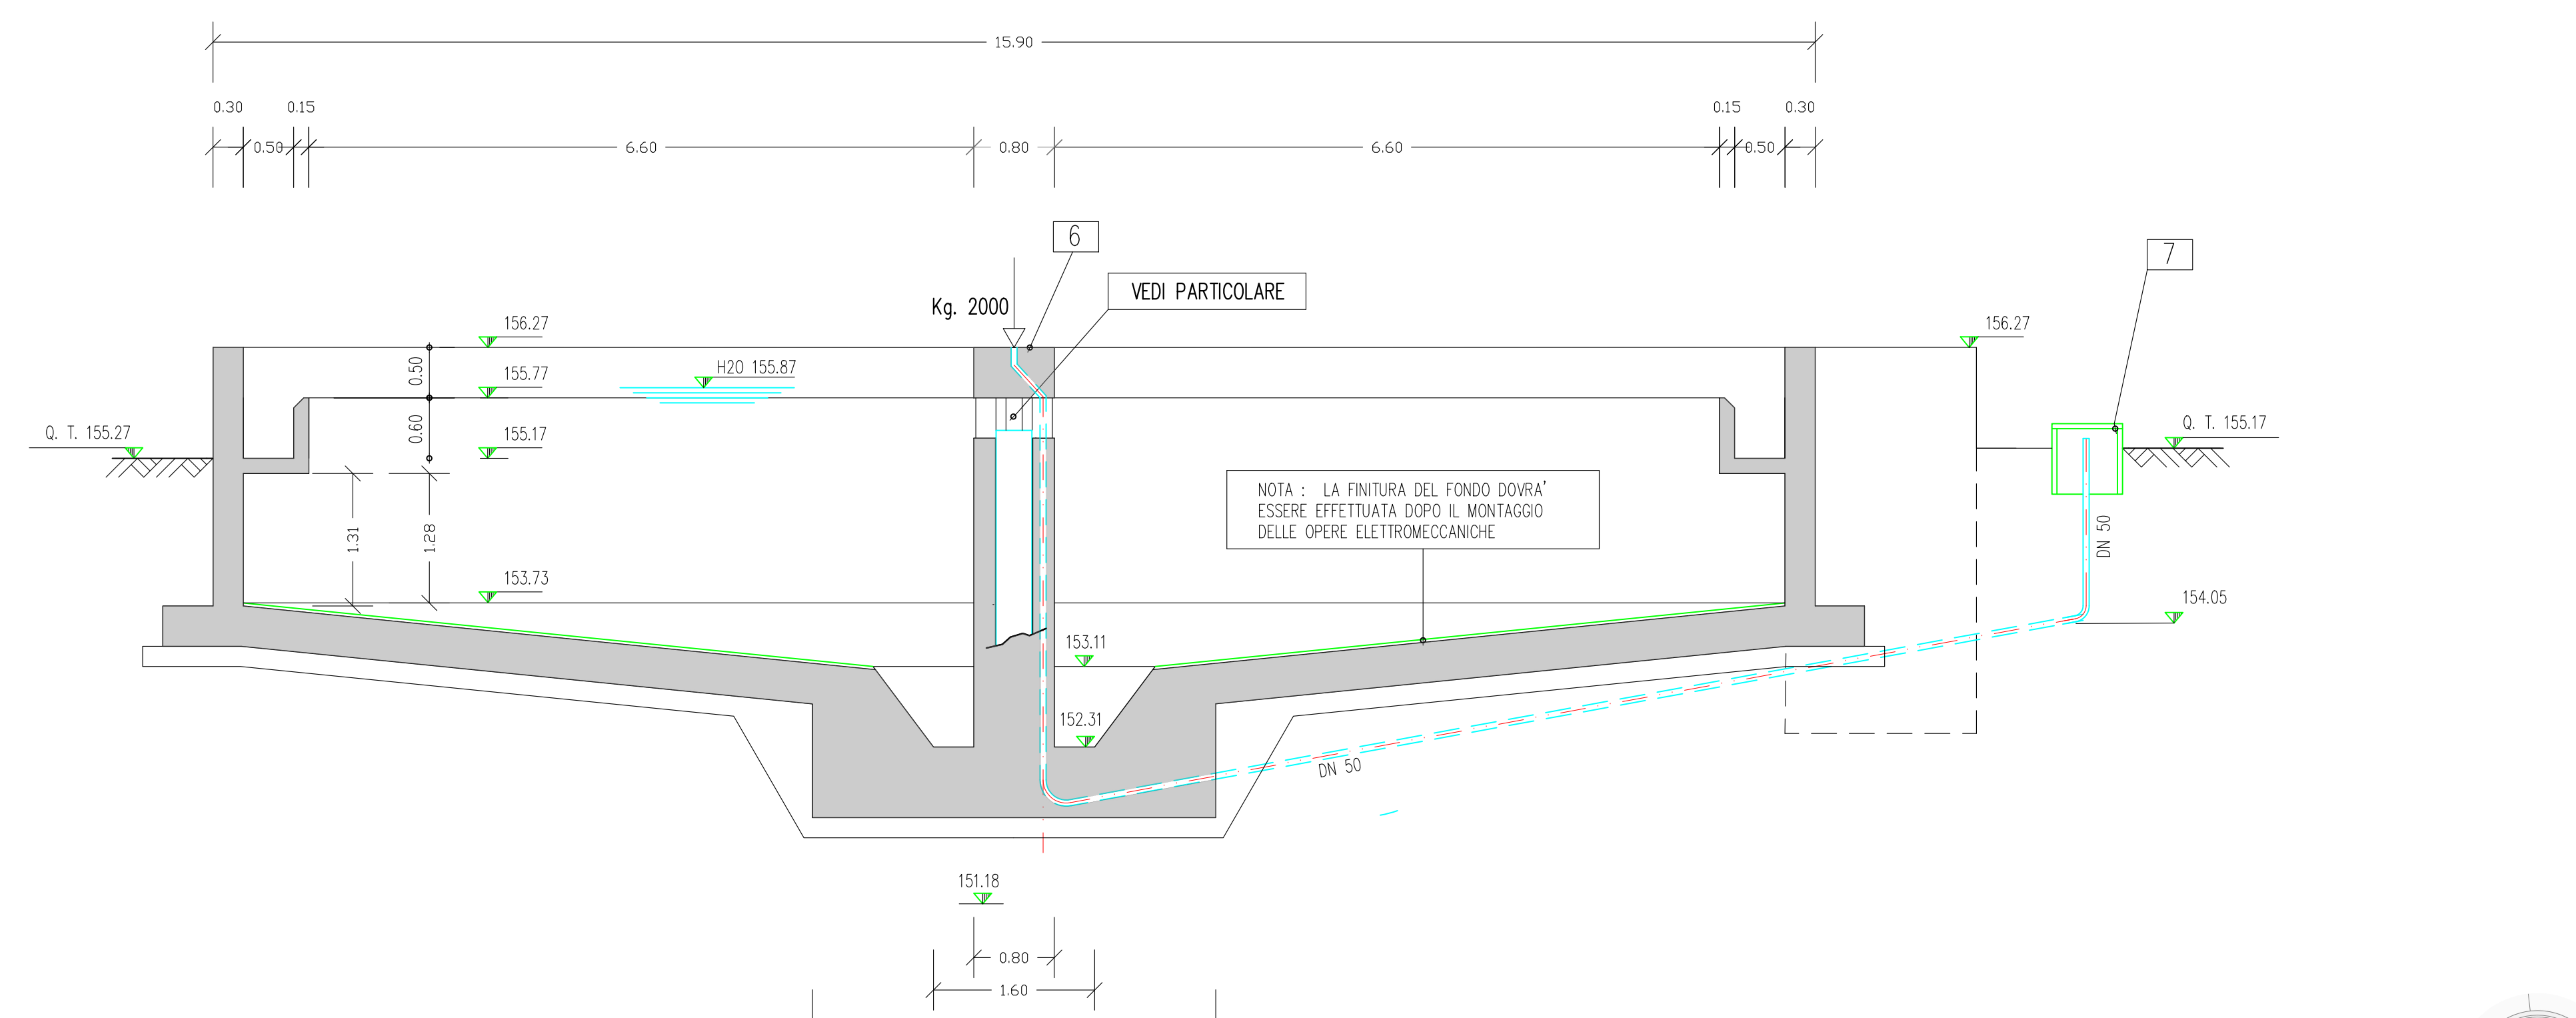 15.90
0.30 0.15 0.15 0.30
0.50 6.60 0.80 6.60 0.50
6
7
VEDI PARTICOLARE
Kg. 2000
156.27 156.27
H2O 155.87
0.50
155.77
0.60
Q. T. 155.27
155.17
Q. T. 155.17
NOTA : LA FINITURA DEL FONDO DOVRA'
ESSERE EFFETTUATA DOPO IL MONTAGGIO
DELLE OPERE ELETTROMECCANICHE
1.31
1.28
DN 50
153.73
154.05
153.11
152.31
DN 50
151.18
0.80
1.60